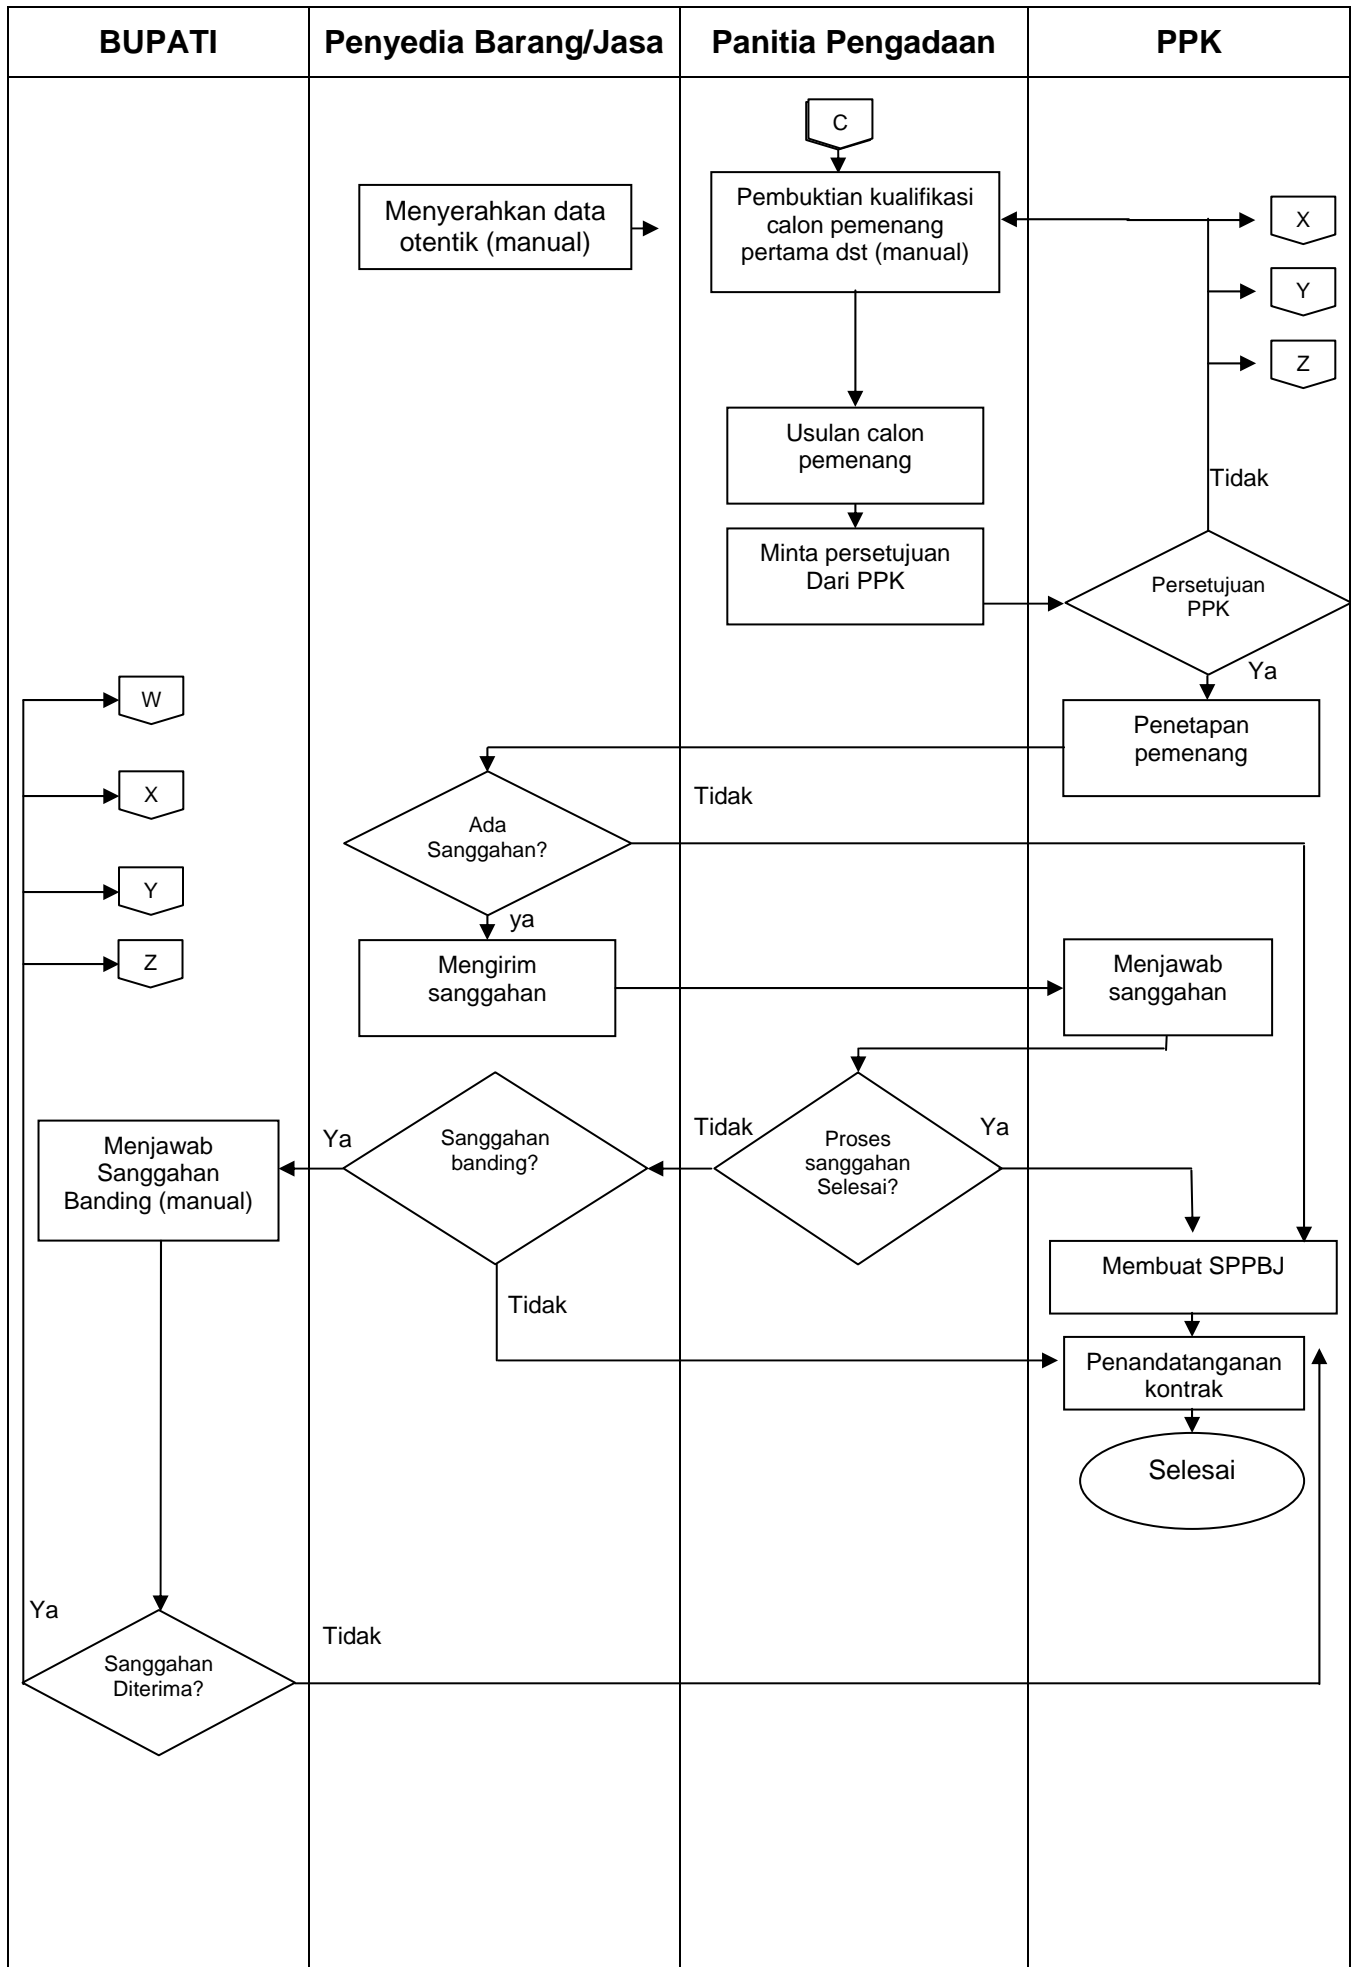 BUPATI
Penyedia Barang/Jasa
Panitia Pengadaan
PPK
C
Menyerahkan data
otentik (manual)
Pembuktian kualifikasi
calon pemenang
pertama dst (manual)
X
Y
Z
Usulan calon
pemenang
Tidak
Minta persetujuan
Dari PPK
Persetujuan
PPK
Ya
W
Penetapan
pemenang
X
Tidak
Ada
Sanggahan?
Y
ya
Z
Mengirim
sanggahan
Menjawab
sanggahan
Menjawab
Sanggahan
Banding (manual)
Ya
Sanggahan
banding?
Tidak
Proses
sanggahan
Selesai?
Ya
Membuat SPPBJ
Tidak
Penandatanganan
kontrak
Selesai
Ya
Tidak
Sanggahan
Diterima?